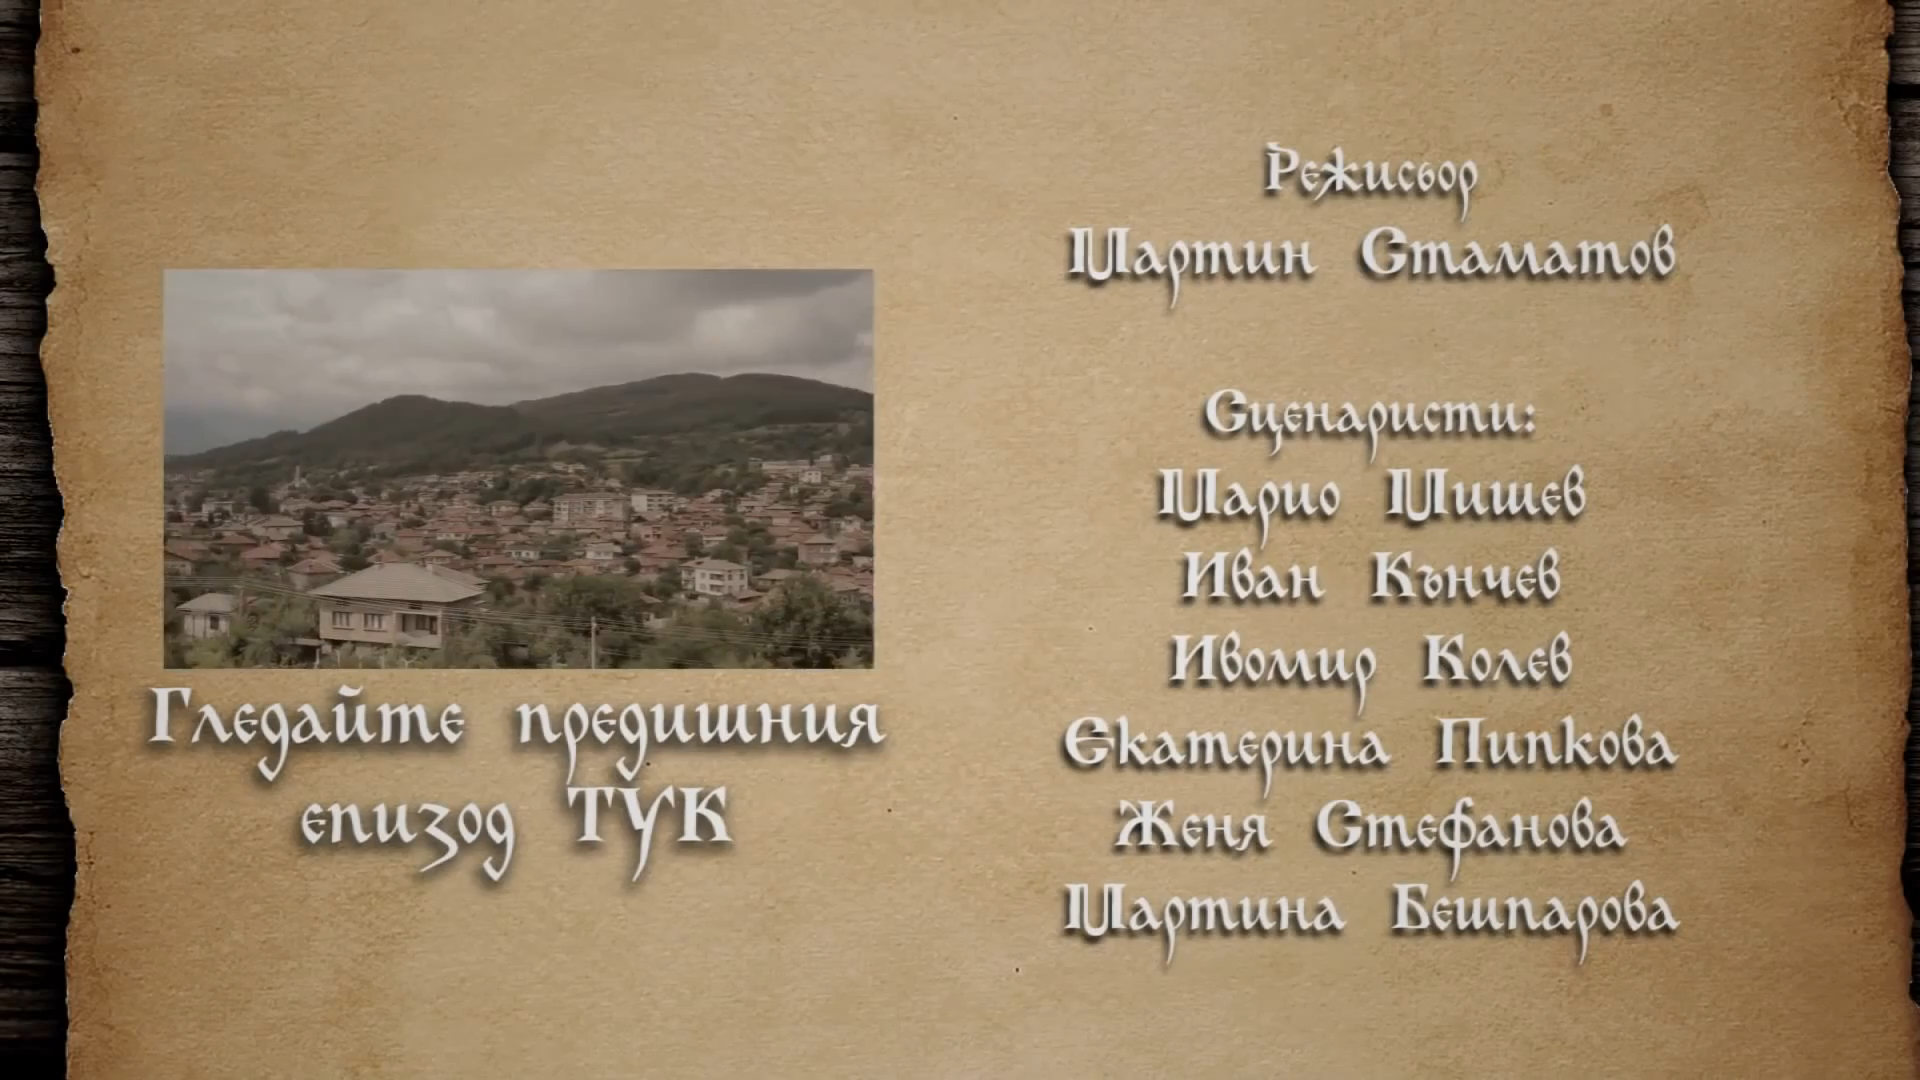 Гледайте предишния
епизод ТУК
Режисьор
Мартин Стаматов
Сценаристи:
Марио Мишев
Иван Кънчев
Ивомир Колев
Екатерина Пипкова
Женя Стефанова
Мартина Бешпарова